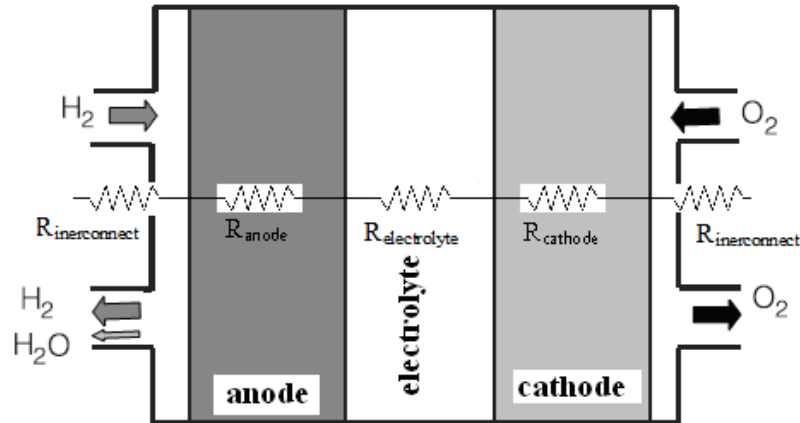 H2
O2
Rinerconnect
Ranode
Relectrolyte
Rcathode
Rinerconnect
H2
H2O
O2
electrolyte
anode
cathode